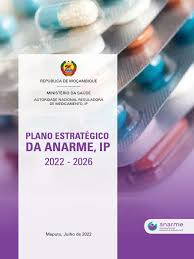 REPÚBLICA DE MOÇAMBIQUE
MINISTÉRIO DA SAÚDE
AUTORIDADE NACIONAL REGULADORA
DE MEDICAMENTO, IP
PLANO ESTRATÉGICO
DA ANARME, IP
2022 - 2026
Maputo, Julho de 2022
anarme